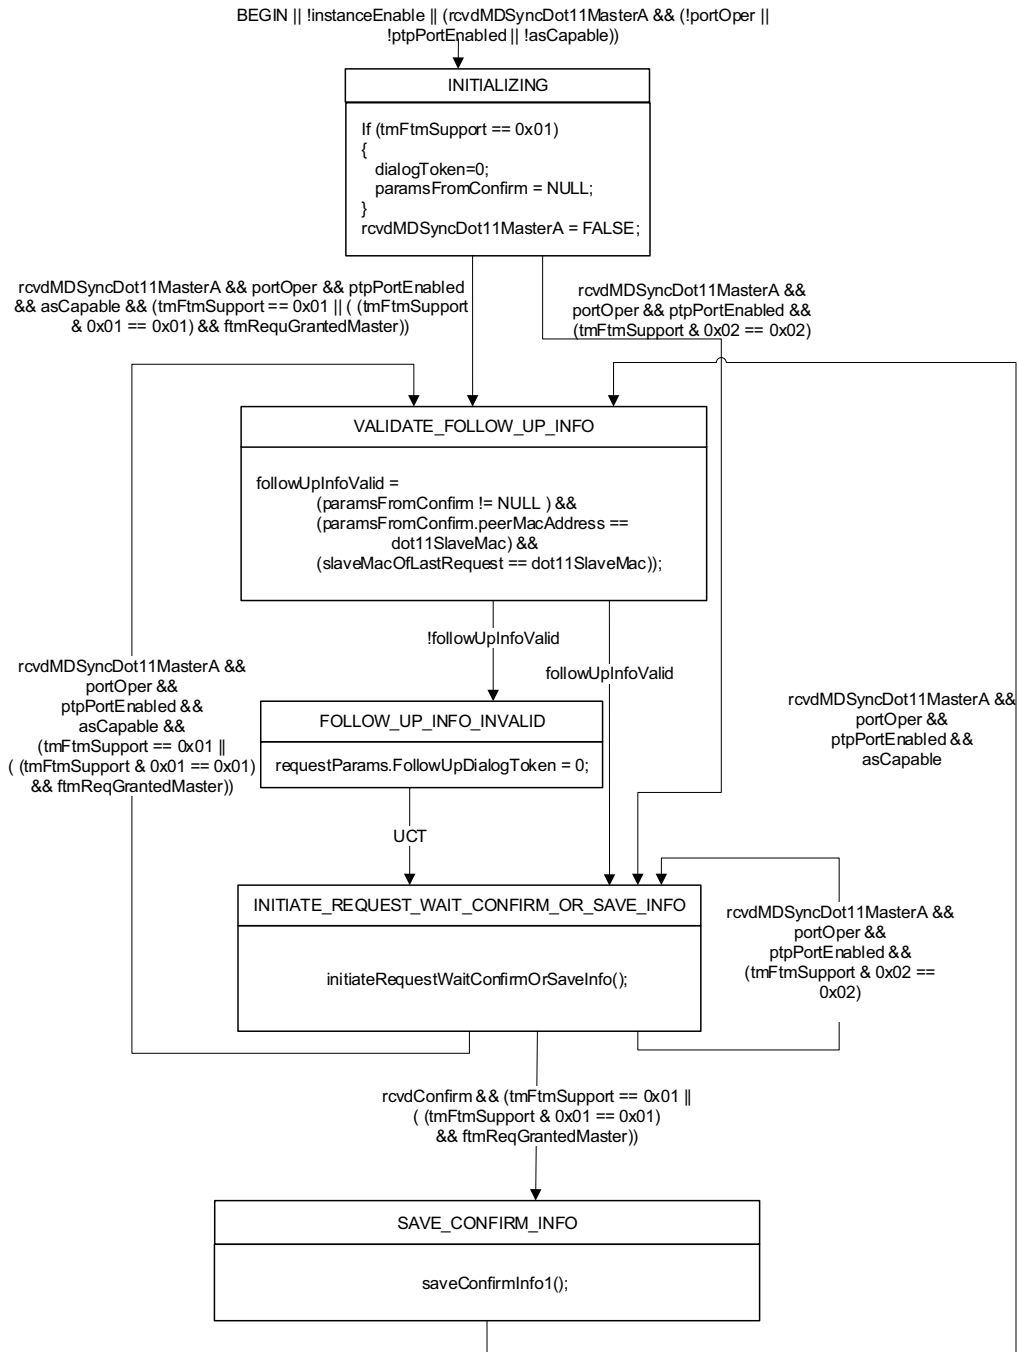 BEGIN || !instanceEnable || (rcvdMDSyncDot11MasterA && (!portOper ||
!ptpPortEnabled || !asCapable))
INITIALIZING
If (tmFtmSupport == 0x01)
{
dialogToken=0;
paramsFromConfirm = NULL;
}
rcvdMDSyncDot11MasterA = FALSE;
rcvdMDSyncDot11MasterA && portOper && ptpPortEnabled
&& asCapable && (tmFtmSupport == 0x01 || ( (tmFtmSupport
& 0x01 == 0x01) && ftmRequGrantedMaster))
rcvdMDSyncDot11MasterA &&
portOper && ptpPortEnabled &&
(tmFtmSupport & 0x02 == 0x02)
VALIDATE_FOLLOW_UP_INFO
followUpInfoValid =
(paramsFromConfirm != NULL ) &&
(paramsFromConfirm.peerMacAddress ==
dot11SlaveMac) &&
(slaveMacOfLastRequest == dot11SlaveMac));
!followUpInfoValid
followUpInfoValid
rcvdMDSyncDot11MasterA &&
portOper &&
ptpPortEnabled &&
asCapable &&
(tmFtmSupport == 0x01 ||
( (tmFtmSupport & 0x01 == 0x01)
&& ftmReqGrantedMaster))
rcvdMDSyncDot11MasterA &&
portOper &&
ptpPortEnabled &&
asCapable
FOLLOW_UP_INFO_INVALID
requestParams.FollowUpDialogToken = 0;
UCT
INITIATE_REQUEST_WAIT_CONFIRM_OR_SAVE_INFO
initiateRequestWaitConfirmOrSaveInfo();
rcvdMDSyncDot11MasterA &&
portOper &&
ptpPortEnabled &&
(tmFtmSupport & 0x02 ==
0x02)
rcvdConfirm && (tmFtmSupport == 0x01 ||
( (tmFtmSupport & 0x01 == 0x01)
&& ftmReqGrantedMaster))
SAVE_CONFIRM_INFO
saveConfirmInfo1();